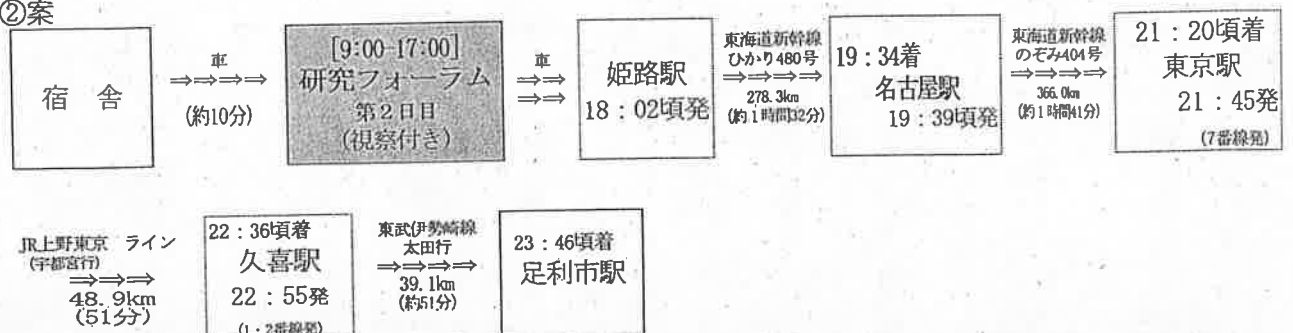 ②案
宿 舎
車
⇒⇒⇒⇒
(約10分)
[9:00-17:00]
研究フォーラム
第2日目
(視察付き)
車
⇒⇒
姫路駅
18:02頃発
東海道新幹線
ひかり480号
⇒⇒⇒⇒
278.3km
(約1時間32分)
19:34着
名古屋駅
19:39頃発
東海道新幹線
のぞみ404号
⇒⇒⇒⇒
366.0km
(約1時間41分)
21:20頃着
東京駅
21:45発
(7番線発)
JR上野東京 ライン
(宇都宮行)
⇒⇒⇒
48.9km
(51分)
22:36頃着
久喜駅
22:55発
(1・2番線発)
東武伊勢崎線
太田行
⇒⇒⇒⇒
39.1km
(約51分)
23:46頃着
足利市駅